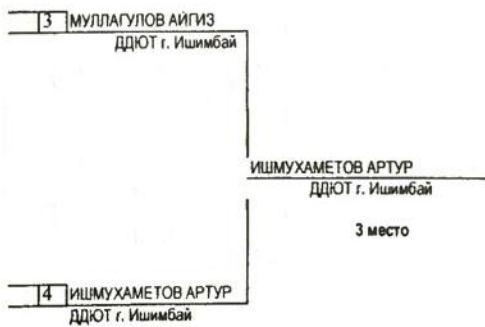 3 МУЛЛАГУЛОВ АЙГИЗ
ДДЮТ г. Ишимбай
ИШМУХАМЕТОВ АРТУР
ДДЮТ г. Ишимбай
3 место
4 ИШМУХАМЕТОВ АРТУР
ДДЮТ г. Ишимбай